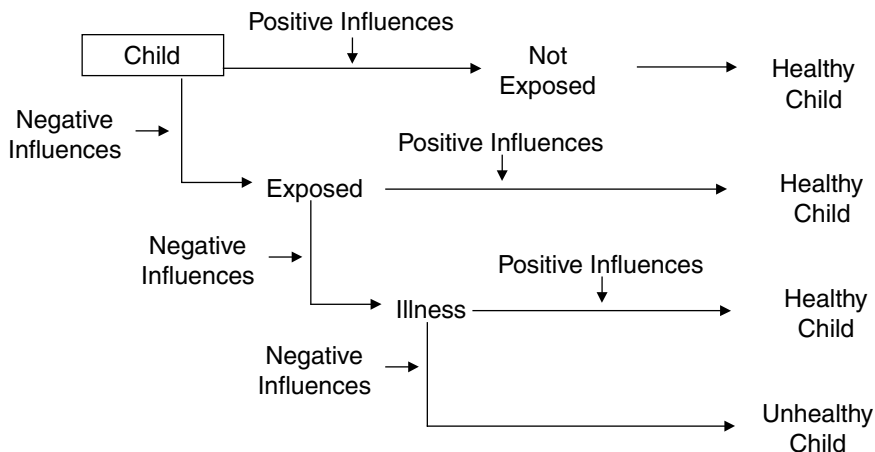 Positive Influences
Child
Not
Exposed
Healthy
Child
Negative
Influences
Positive Influences
Exposed
Healthy
Child
Negative
Influences
Positive Influences
Illness
Healthy
Child
Negative
Influences
Unhealthy
Child